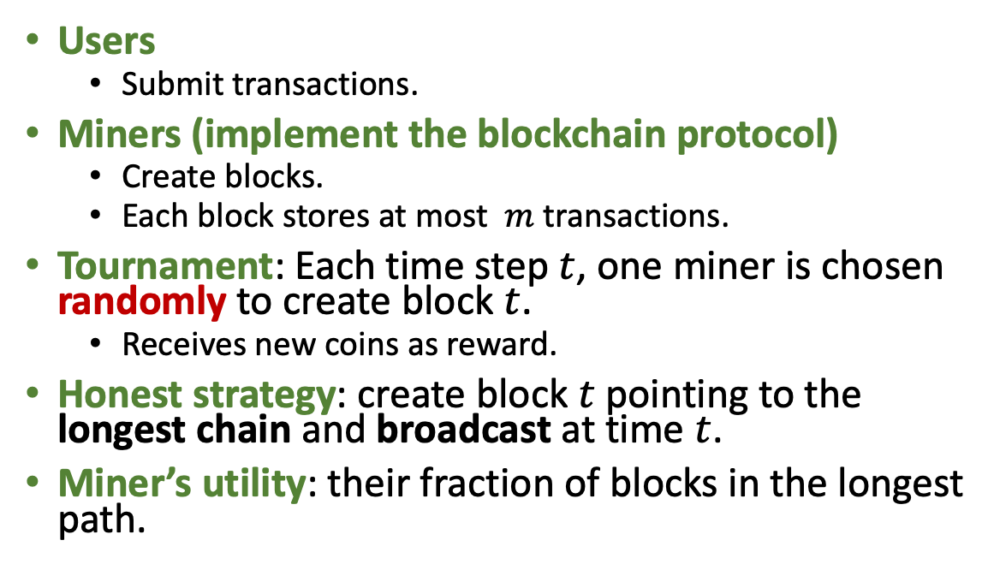 • Users
• Submit transactions.
• Miners (implement the blockchain protocol)
• Create blocks.
• Each block stores at most m transactions.
• Tournament: Each time step t, one miner is chosen
randomly to create block t.
• Receives new coins as reward.
• Honest strategy: create block t pointing to the
longest chain and broadcast at time t.
• Miner’s utility: their fraction of blocks in the longest
path.